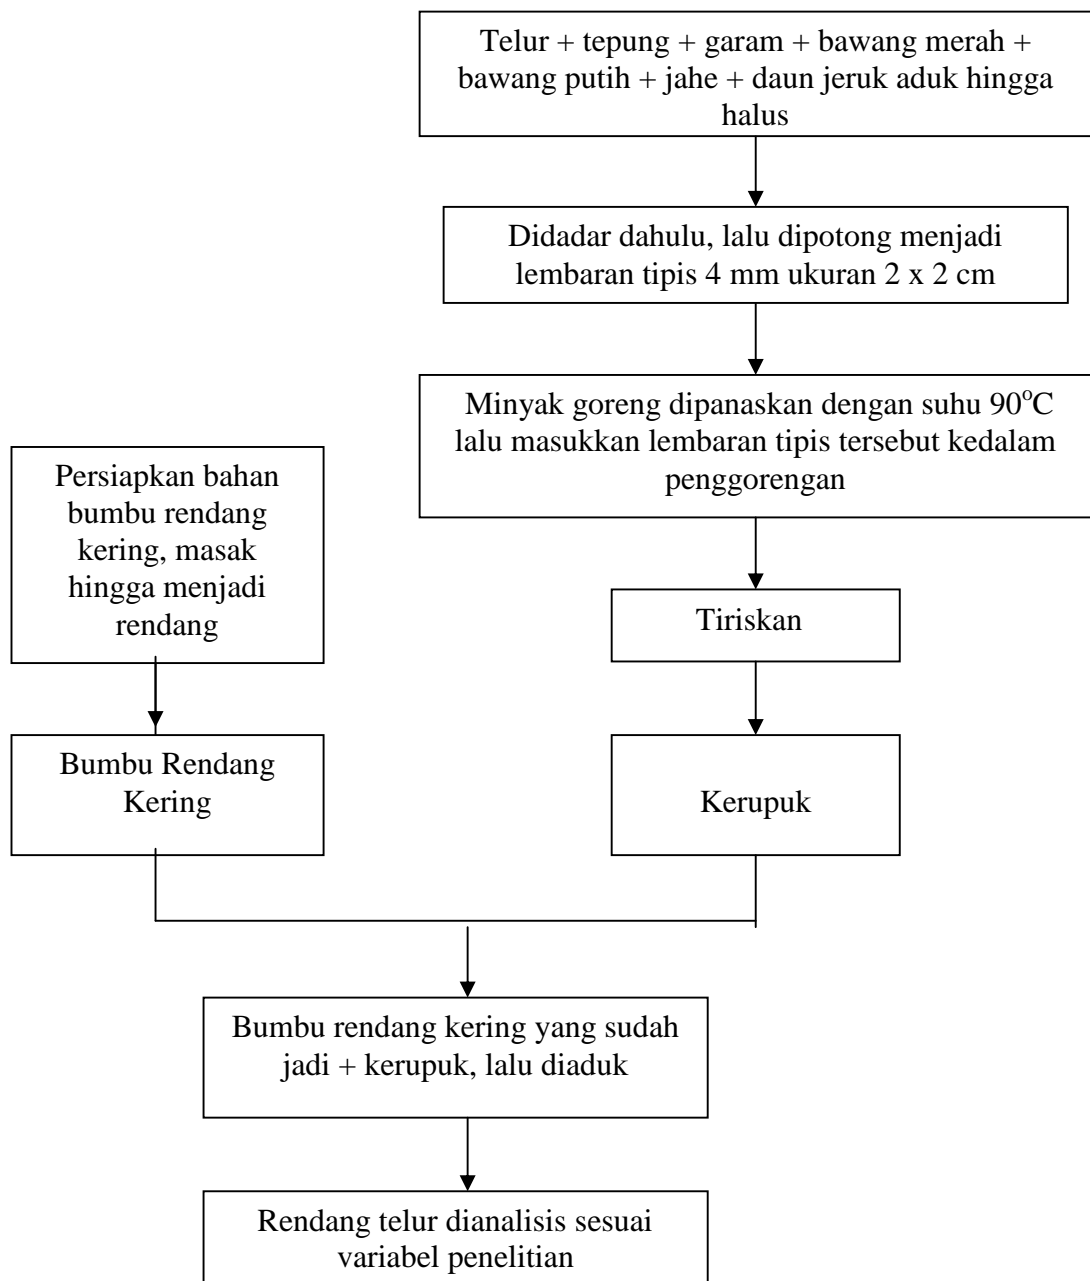 Telur + tepung + garam + bawang merah +
bawang putih + jahe + daun jeruk aduk hingga
halus
Didadar dahulu, lalu dipotong menjadi
lembaran tipis 4 mm ukuran 2 x 2 cm
Minyak goreng dipanaskan dengan suhu 90°C
lalu masukkan lembaran tipis tersebut kedalam
penggorengan
Persiapkan bahan
bumbu rendang
kering, masak
hingga menjadi
rendang
Tiriskan
Bumbu Rendang
Kering
Kerupuk
Bumbu rendang kering yang sudah
jadi + kerupuk, lalu diaduk
Rendang telur dianalisis sesuai
variabel penelitian